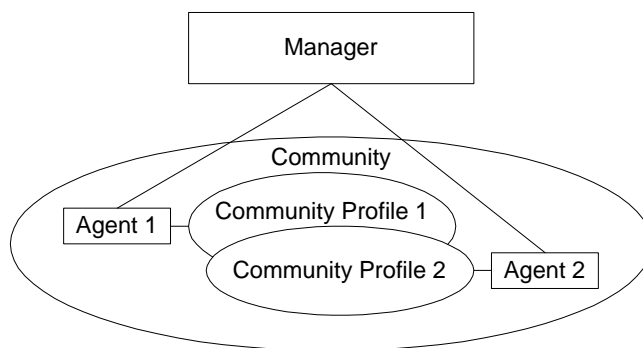 Manager
Community
Community Profile 1
Agent 1
Community Profile 2
Agent 2